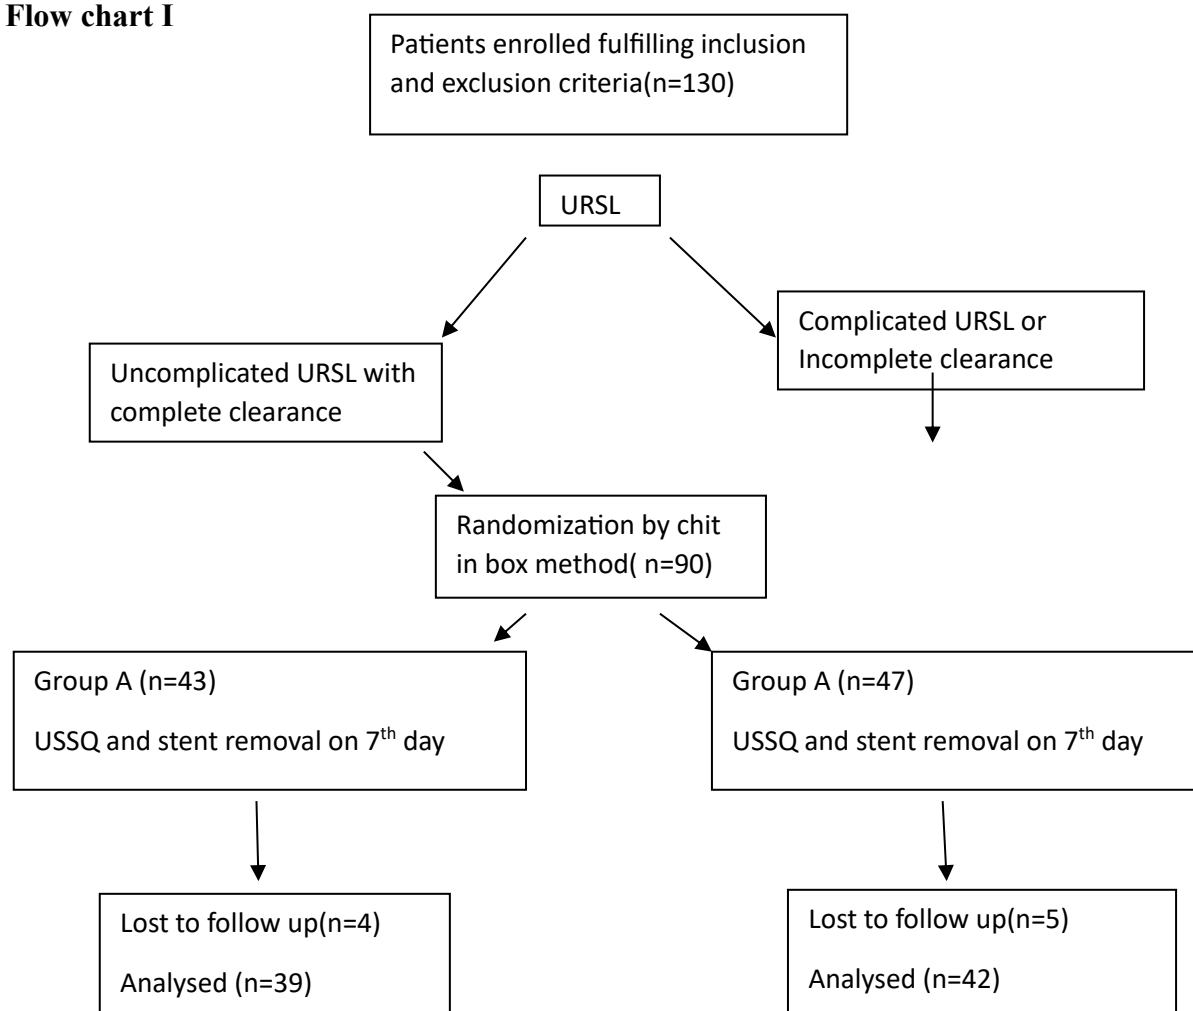 Flow chart I
Patients enrolled fulfilling inclusion
and exclusion criteria(n=130)
URSL
Complicated URSL or
Incomplete clearance
Uncomplicated URSL with
complete clearance
Randomization by chit
in box method( n=90)
Group A (n=43)
USSQ and stent removal on 7th day
Group A (n=47)
USSQ and stent removal on 7th day
Lost to follow up(n=4)
Analysed (n=39)
Lost to follow up(n=5)
Analysed (n=42)